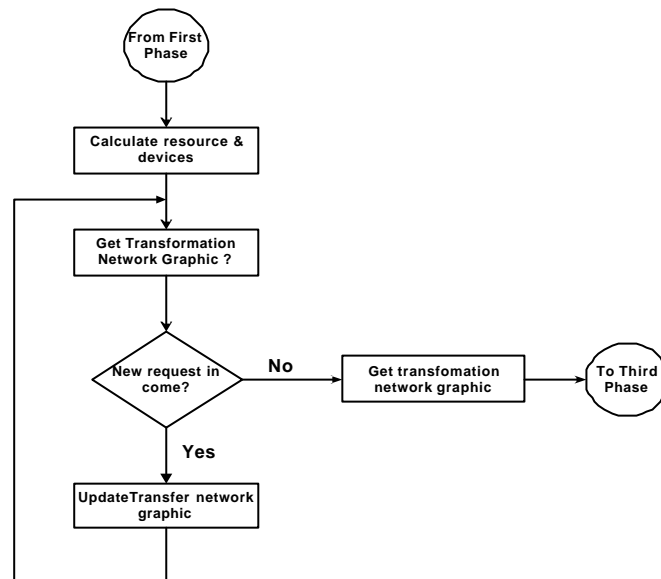 From First
Phase
Calculate resource &
devices
Get Transformation
Network Graphic ?
New request in
come?
No
Get transfomation
network graphic
To Third
Phase
Yes
UpdateTransfer network
graphic